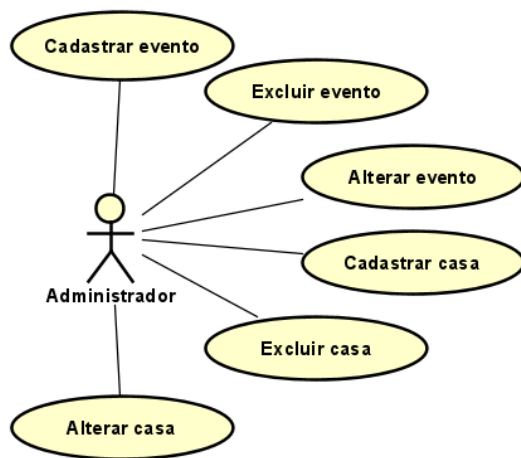 Cadastrar evento
Excluir evento
Alterar evento
Cadastrar casa
Administrador
Excluir casa
Alterar casa